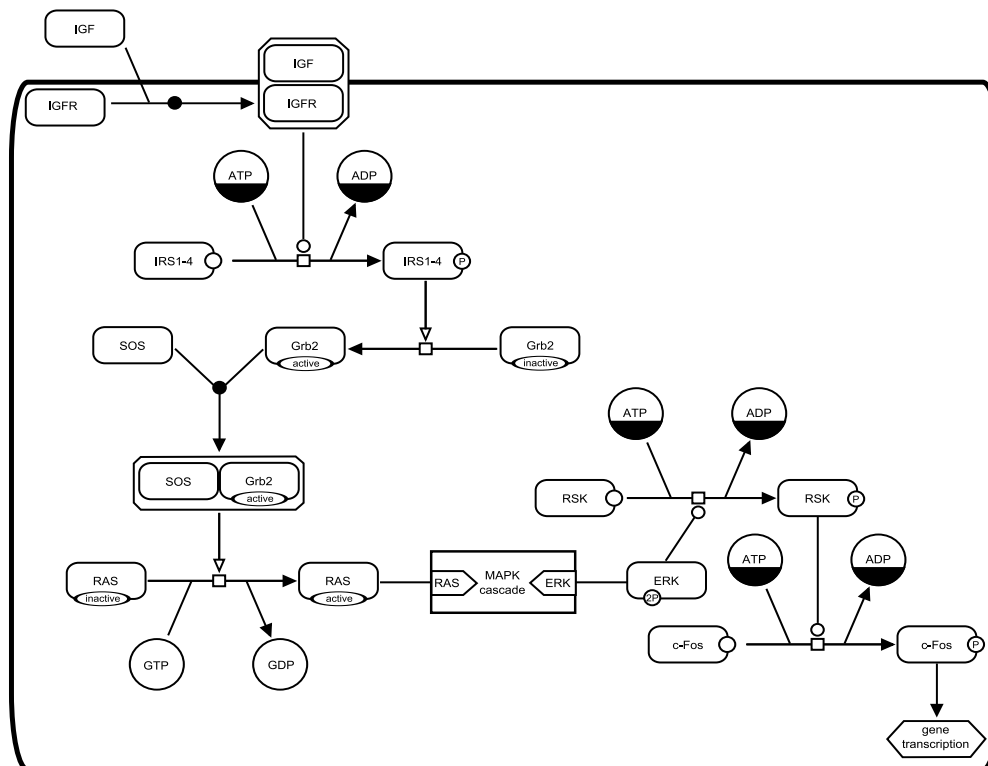 IGF
IGF
IGFR
IGFR
ATP
ADP
IRS1-4
IRS1-4
P
SOS
Grb2
active
Grb2
inactive
ATP
ADP
SOS
Grb2
active
RSK
RSK
P
ATP
ADP
RAS
inactive
RAS
active
RAS
MAPK
cascade
ERK
ERK
2P
GTP
GDP
c-Fos
c-Fos
P
gene
transcription